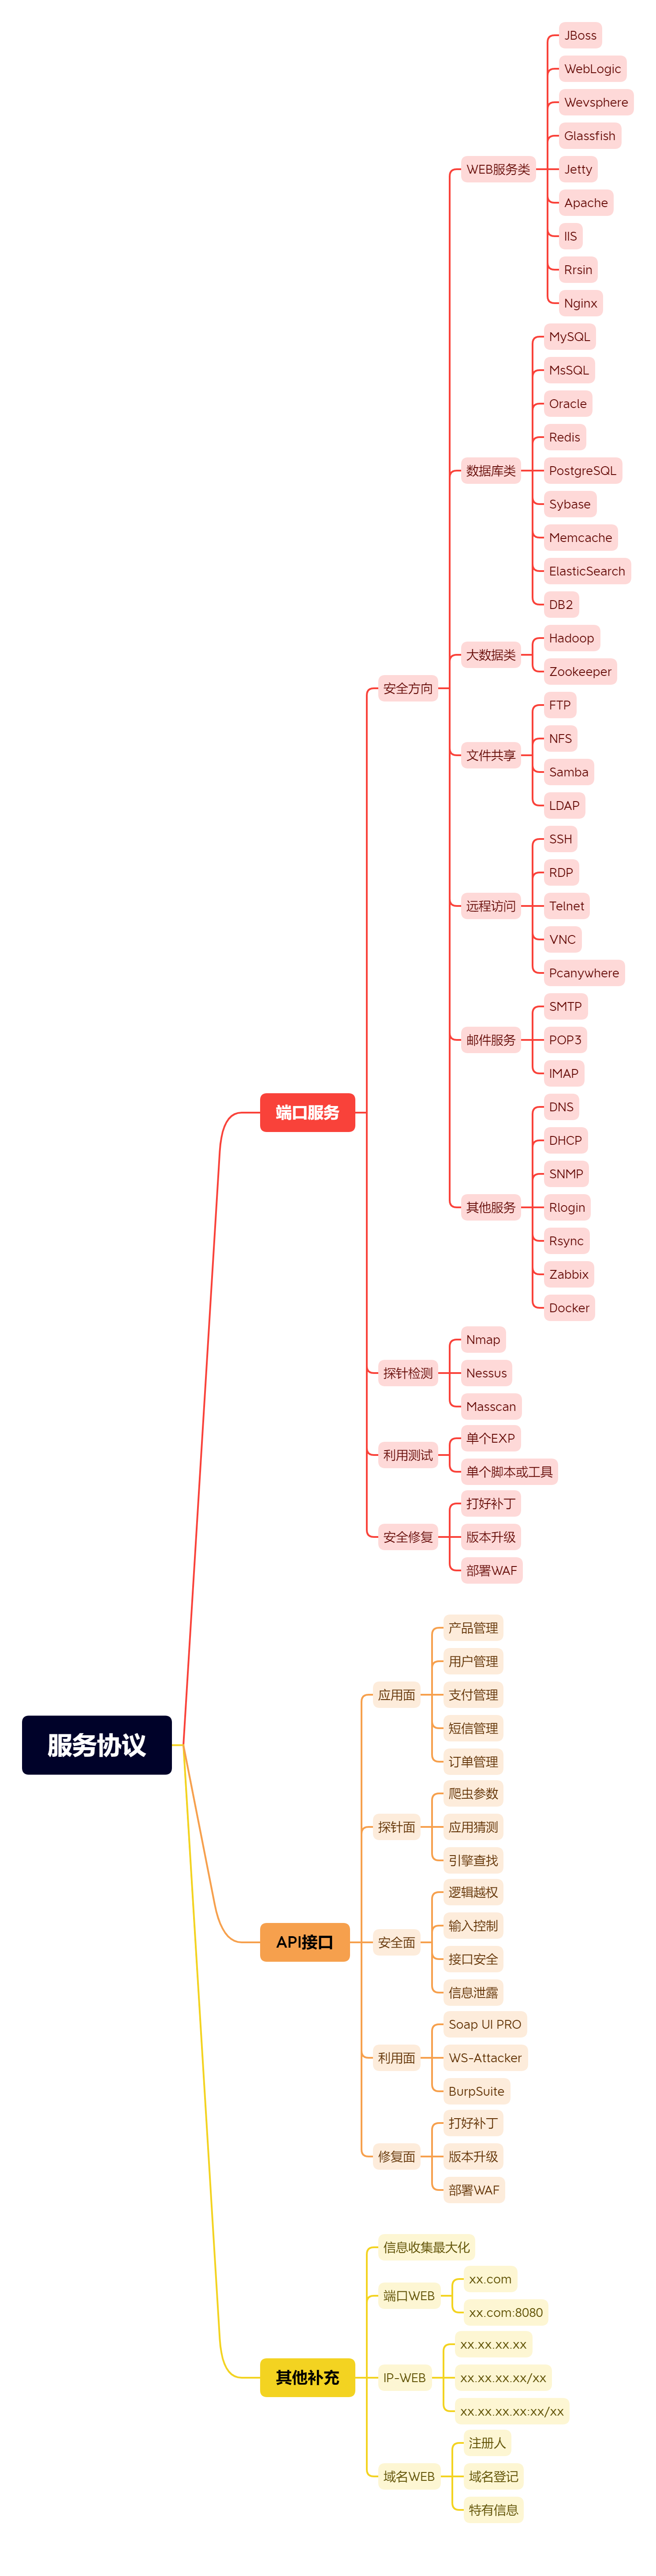 服务协议
端口服务
安全方向
WEB服务类
JBoss
WebLogic
Wevsphere
Glassfish
Jetty
Apache
IIS
Rrsin
Nginx
数据库类
MySQL
MsSQL
Oracle
Redis
PostgreSQL
Sybase
Memcache
ElasticSearch
DB2
大数据类
Hadoop
Zookeeper
文件共享
FTP
NFS
Samba
LDAP
远程访问
SSH
RDP
Telnet
VNC
Pcanywhere
邮件服务
SMTP
POP3
IMAP
其他服务
DNS
DHCP
SNMP
Rlogin
Rsync
Zabbix
Docker
探针检测
Nmap
Nessus
Masscan
利用测试
单个EXP
单个脚本或工具
安全修复
打好补丁
版本升级
部署WAF
API接口
应用面
产品管理
用户管理
支付管理
短信管理
订单管理
探针面
爬虫参数
应用猜测
引擎查找
安全面
逻辑越权
输入控制
接口安全
信息泄露
利用面
Soap UI PRO
WS-Attacker
BurpSuite
修复面
打好补丁
版本升级
部署WAF
其他补充
信息收集最大化
端口WEB
xx.com
xx.com:8080
IP-WEB
xx.xx.xx.xx
xx.xx.xx.xx/xx
xx.xx.xx.xx:xx/xx
域名WEB
注册人
域名登记
特有信息